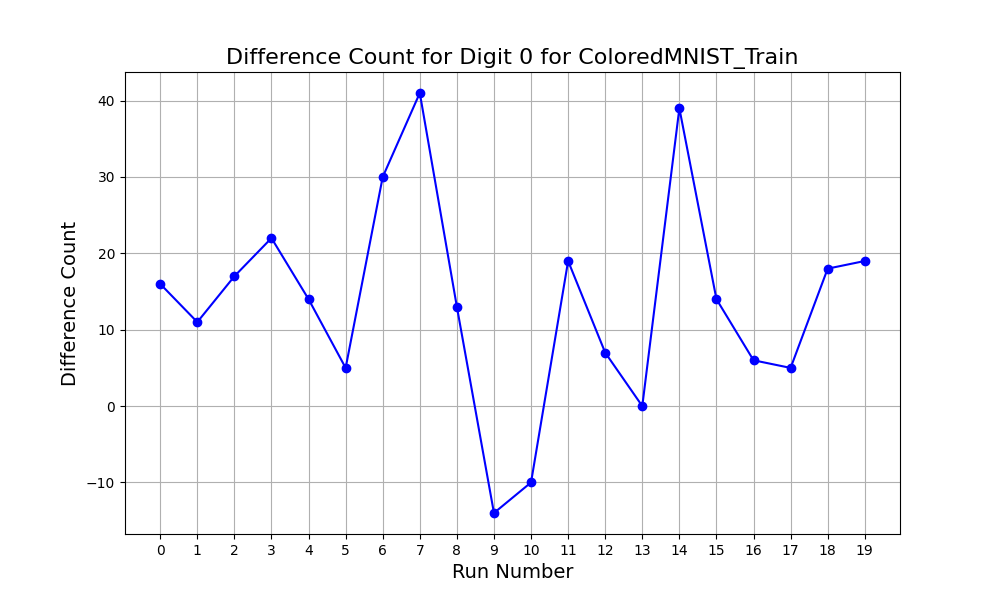 Difference Count for Digit 0 for ColoredMNIST_Train
Difference Count
40
30
20
10
0
−10
0 1 2 3 4 5 6 7 8 9 10 11 12 13 14 15 16 17 18 19
Run Number